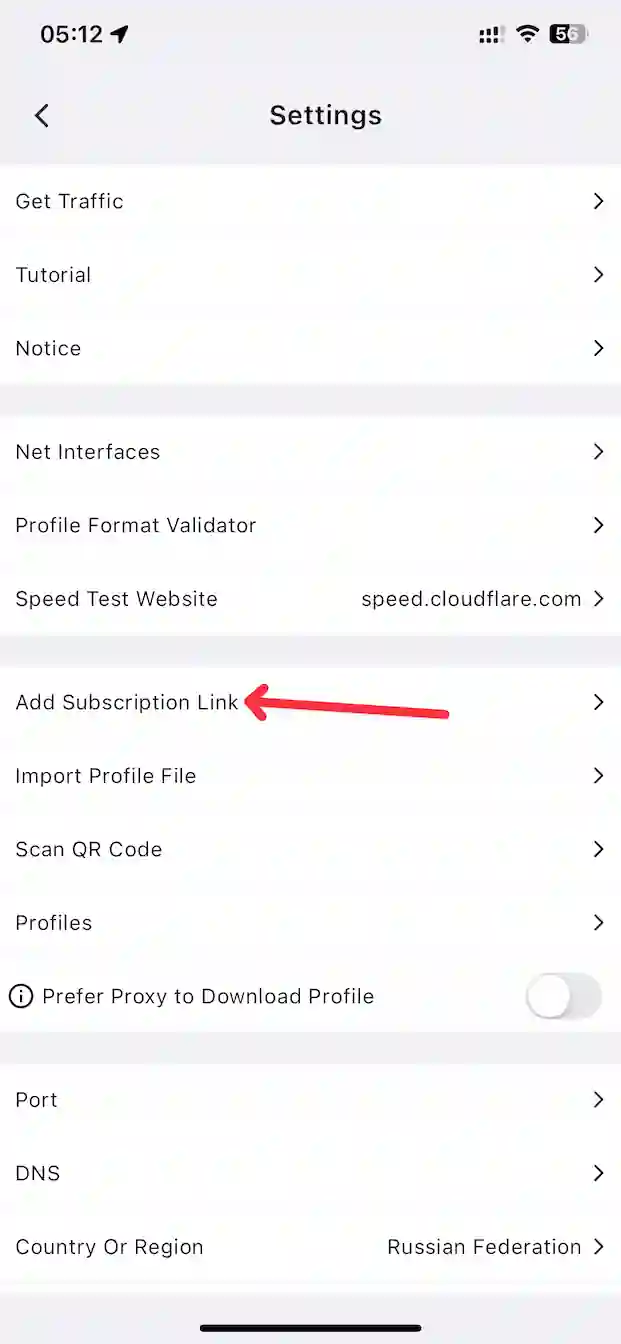 05:12
56
Settings
Get Traffic
Tutorial
Notice
Net Interfaces
Profile Format Validator
Speed Test Website speed.cloudflare.com
Add Subscription Link
Import Profile File
Scan QR Code
Profiles
Prefer Proxy to Download Profile
Port
DNS
Country Or Region Russian Federation